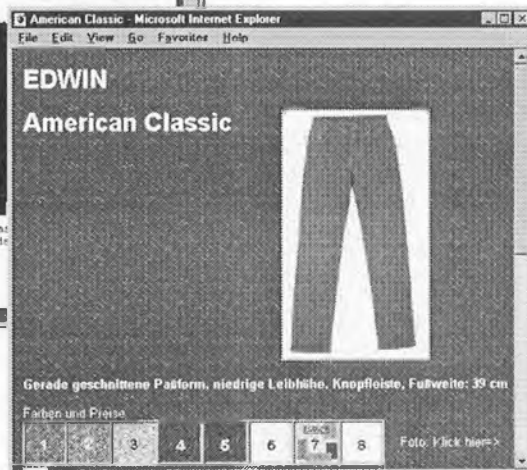 American Classic - Microsoft Internet Explorer
File Edit View Go Favorites Help
EDWIN
American Classic
Gerade geschnittene Paßform, niedrige Leibhöhe, Knopfleiste, Fußweite: 39 cm
Farben und Preise
1 2 3 4 5 6 7 8
Foto: Klick hier=>